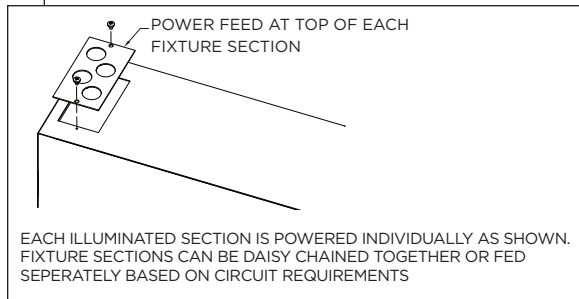 POWER FEED AT TOP OF EACH
FIXTURE SECTION
EACH ILLUMINATED SECTION IS POWERED INDIVIDUALLY AS SHOWN.
FIXTURE SECTIONS CAN BE DAISY CHAINED TOGETHER OR FED
SEPERATELY BASED ON CIRCUIT REQUIREMENTS